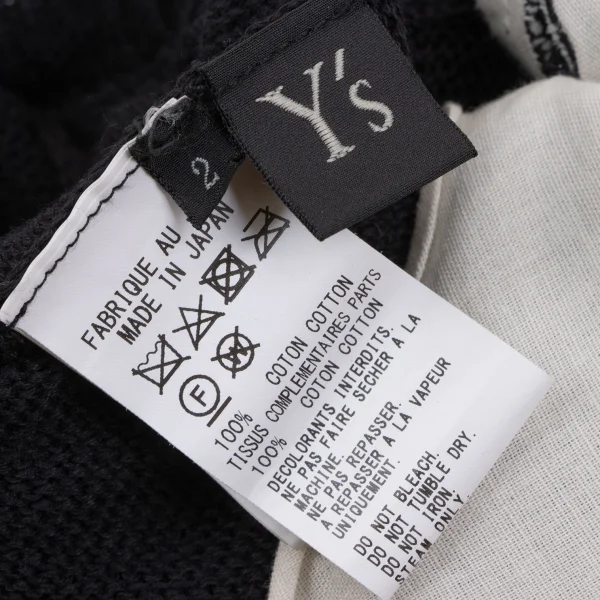 Y's
2
FABRIQUE AU
MADE IN JAPAN
F
W
100% COTON COTTON
TISSUS COMPLEMENTAIRES PARTS
100% COTON COTTON
DECOLORANTS INTERDITS.
NE PAS FAIRE SECHER A LA
MACHINE.
NE PAS REPASSER.
A REPASSER A LA VAPEUR
UNIQUEMENT.
DO NOT BLEACH.
DO NOT TUMBLE DRY.
DO NOT IRON.
STEAM ONLY.